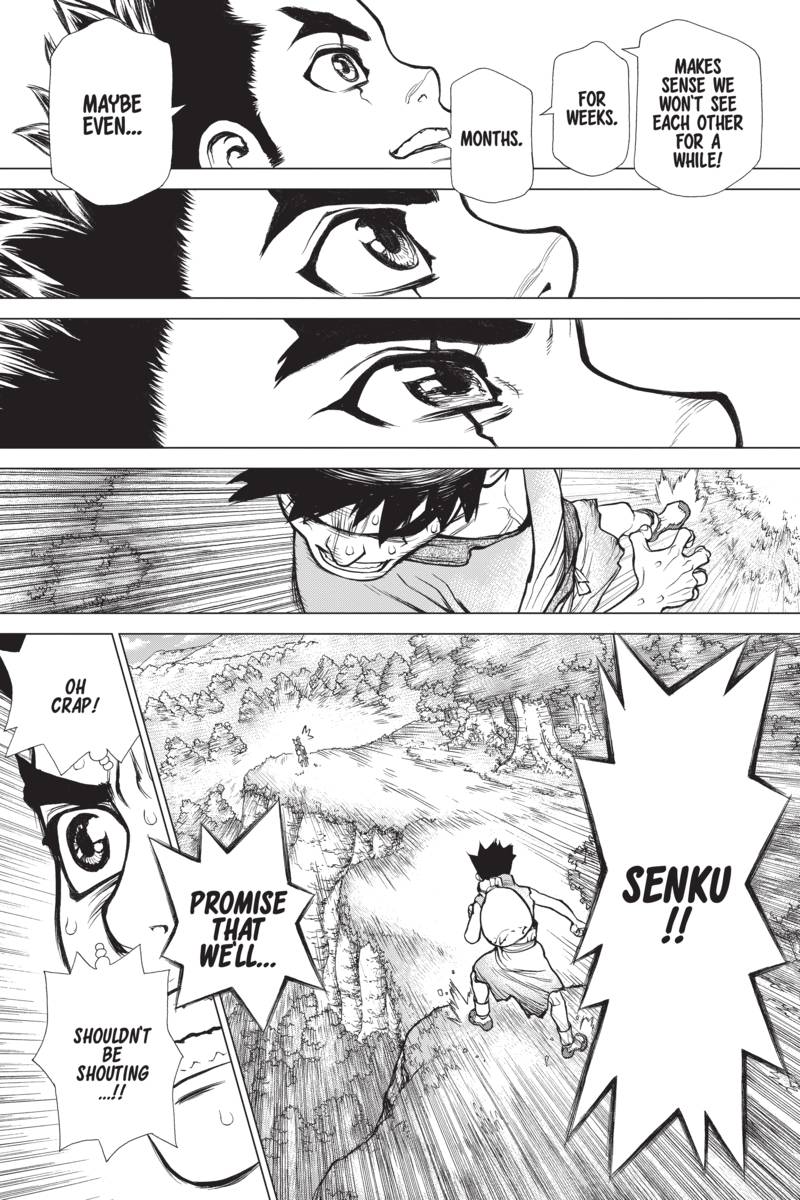 MAKES
SENSE WE
WON'T SEE
EACH OTHER
FOR A
WHILE!
FOR
WEEKS.
MONTHS.
MAYBE
EVEN...
SENKU
!!
PROMISE
THAT
WE'LL...
OH
CRAP!
SHOULDN'T
BE
SHOUTING
...!!